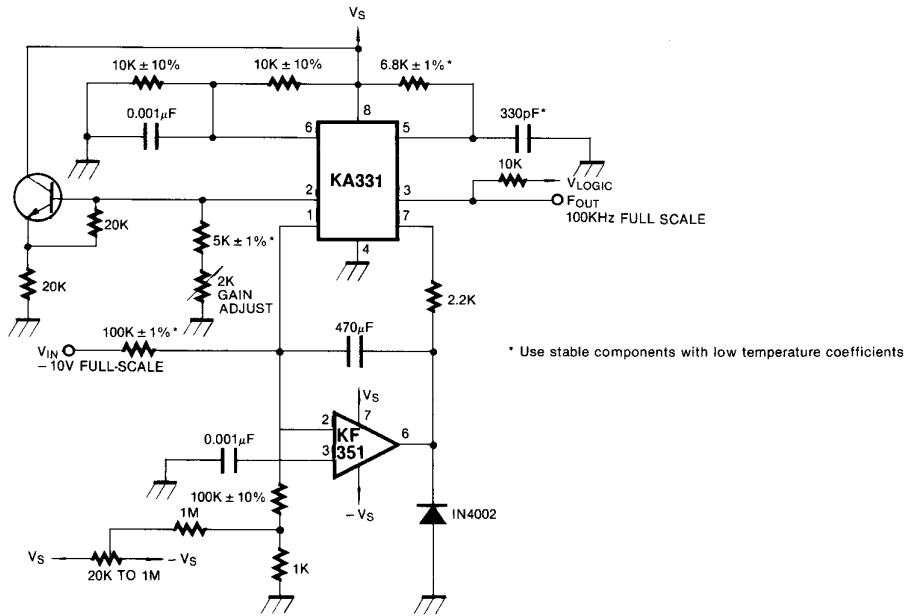 VS
10K ± 10%
10K ± 10%
6.8K ± 1% *
0.001µF
330pF*
8
6
5
KA331
10K
VLOGIC
2
3
FOUT
100KHz FULL SCALE
1
7
20K
5K ± 1% *
4
20K
2K
GAIN
ADJUST
2.2K
100K ± 1% *
470µF
VIN
– 10V FULL-SCALE
* Use stable components with low temperature coefficients
VS
7
2
KF
351
6
0.001µF
3
100K ± 10%
– VS
IN4002
1M
VS
– VS
20K TO 1M
1K